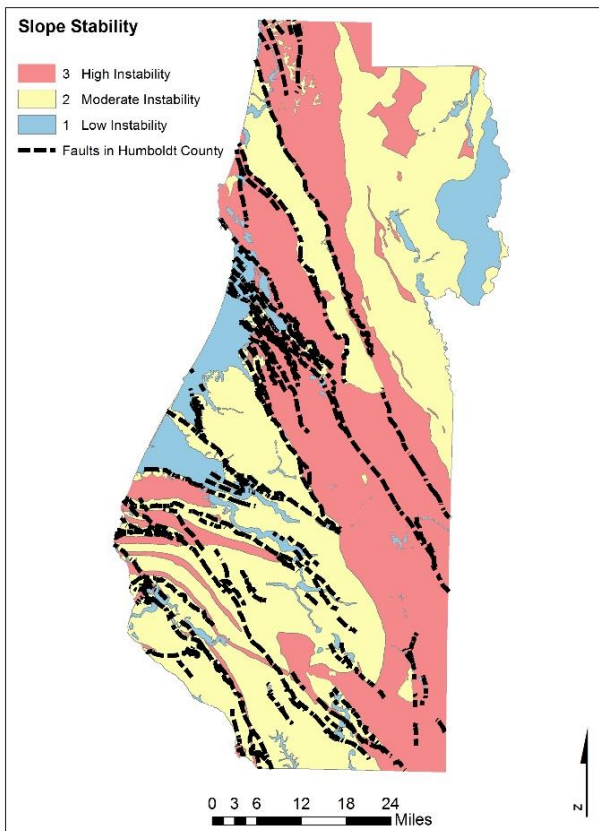 Slope Stability
3 High Instability
2 Moderate Instability
1 Low Instability
Faults in Humboldt County
0 3 6 12 18 24
Miles
N